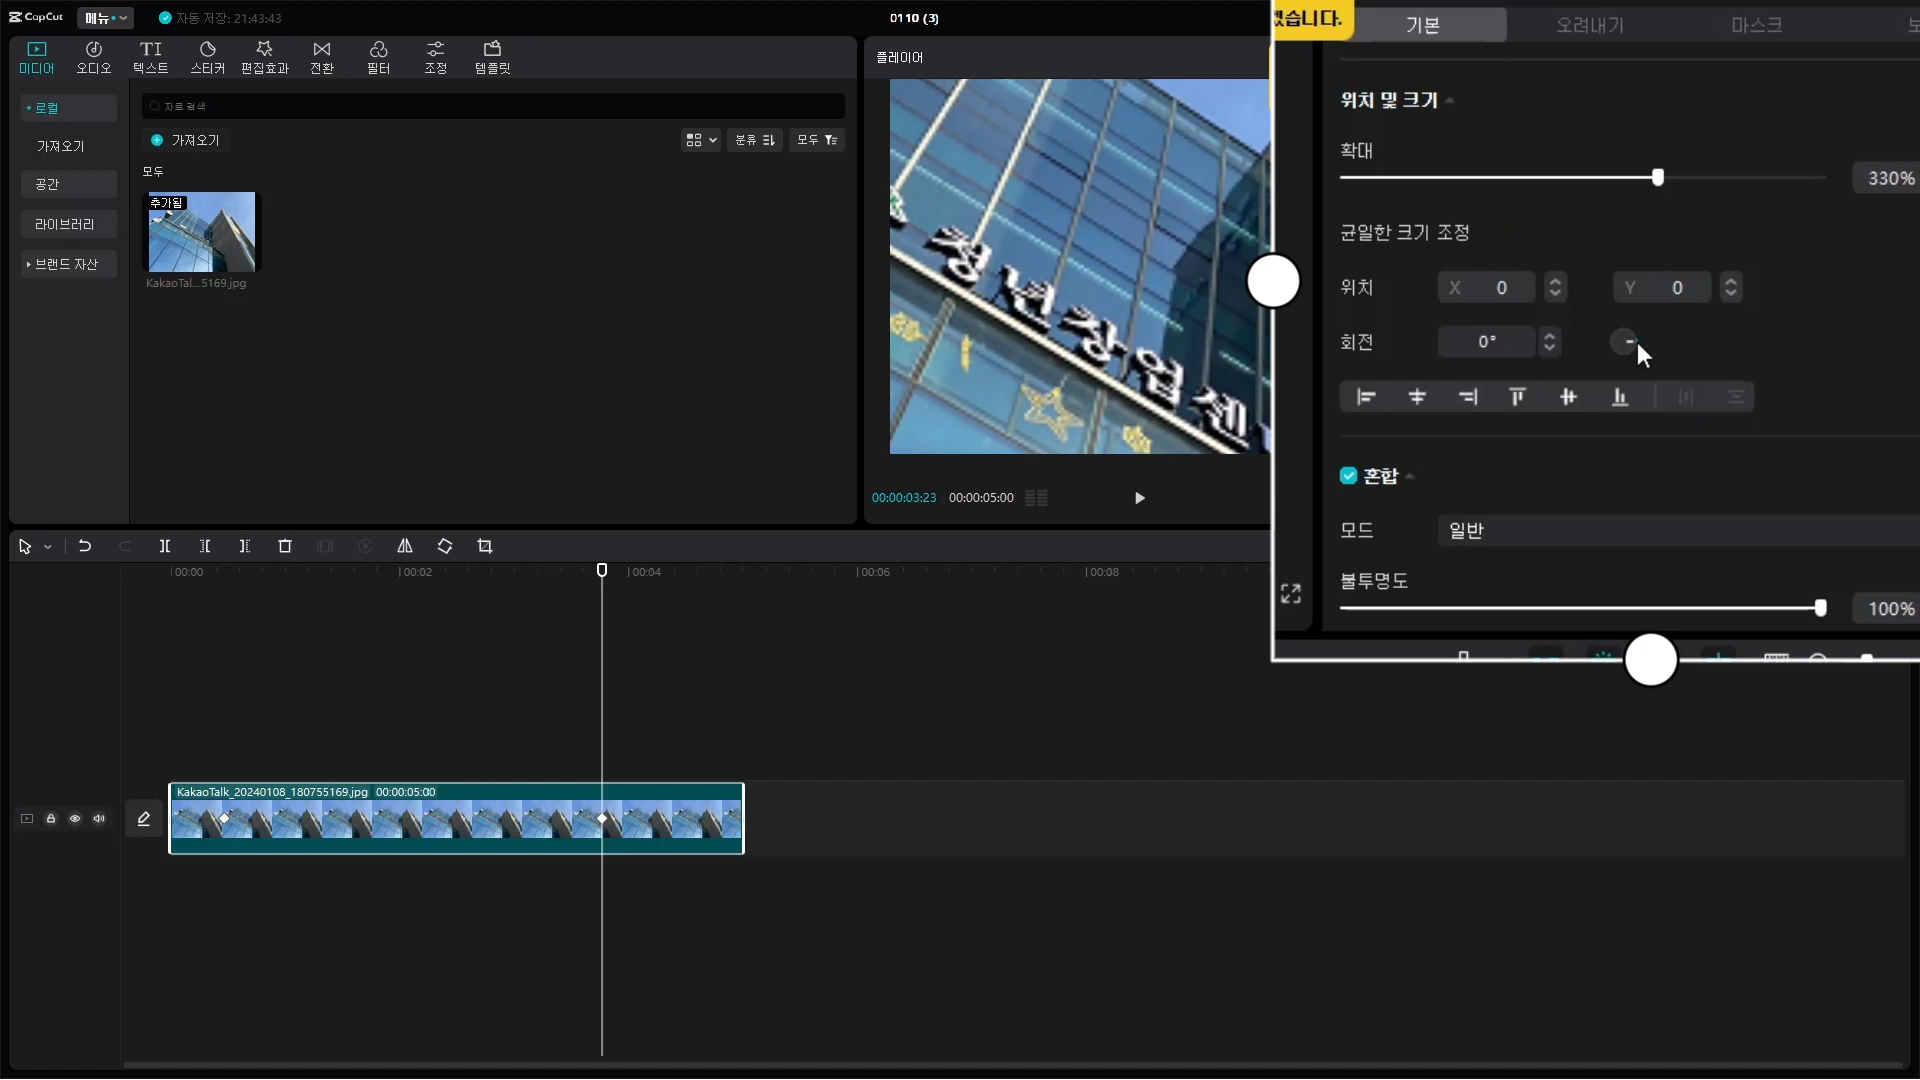 CapCut 메뉴 자동 저장: 21:43:43 0110 (3)
미디어 오디오 텍스트 스티커 편집효과 전환 필터 조정 템플릿
로컬
가져오기
공간
라이브러리
브랜드 자산
자료 검색
가져오기 분류 모두
모두
추가됨
KakaoTal...5169.jpg
플레이어
청년창업
00:00:03:23 00:00:05:00
겠습니다.
기본 오려내기 마스크
위치 및 크기
확대
330%
균일한 크기 조정
위치 X 0 Y 0
회전 0°
혼합
모드 일반
불투명도
100%
00:00 00:02 00:04 00:06 00:08
KakaoTalk_20240108_180755169.jpg 00:00:05:00